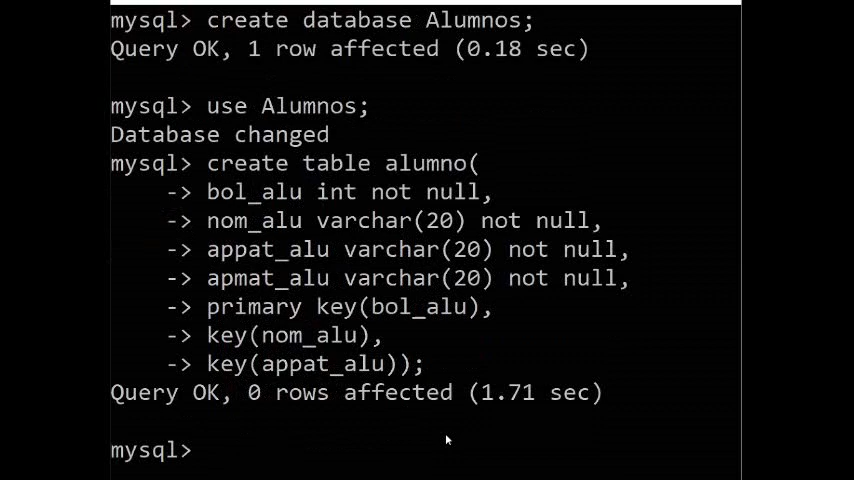 mysql> create database Alumnos;
Query OK, 1 row affected (0.18 sec)
mysql> use Alumnos;
Database changed
mysql> create table alumno(
-> bol_alu int not null,
-> nom_alu varchar(20) not null,
-> appat_alu varchar(20) not null,
-> apmat_alu varchar(20) not null,
-> primary key(bol_alu),
-> key(nom_alu),
-> key(appat_alu));
Query OK, 0 rows affected (1.71 sec)
mysql>